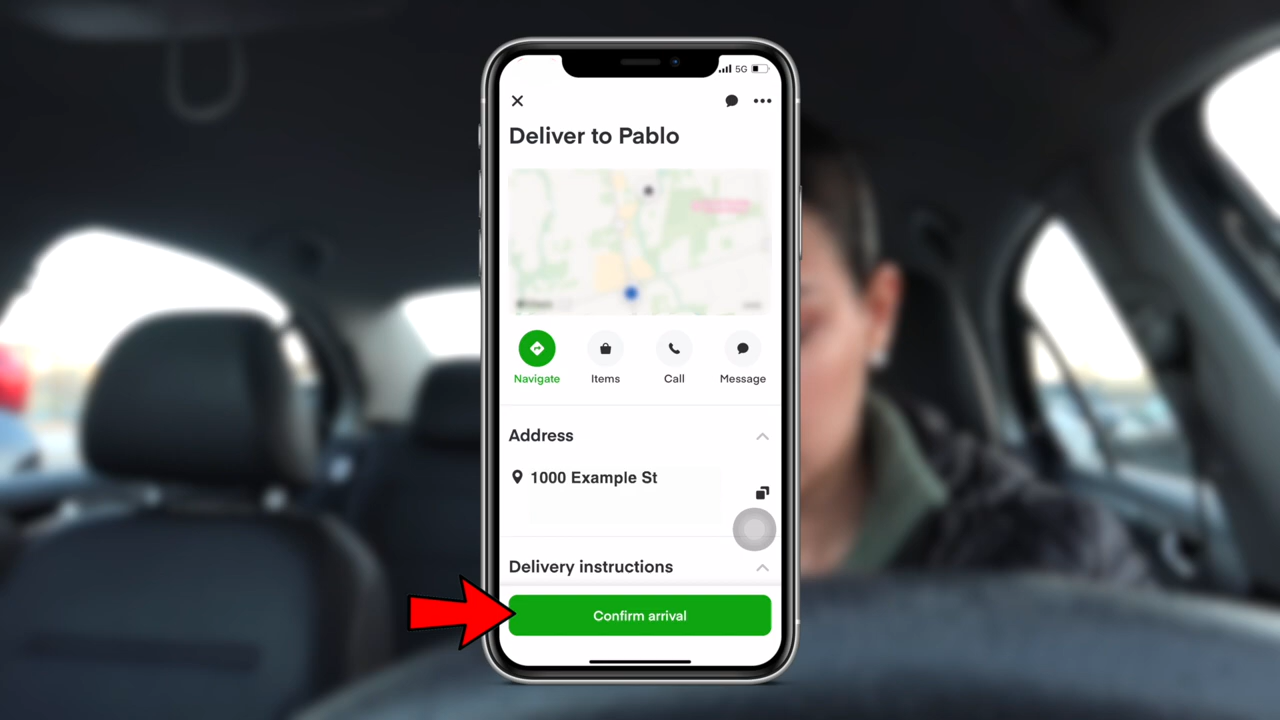 5G
Deliver to Pablo
Navigate
Items
Call
Message
Address
1000 Example St
Delivery instructions
Confirm arrival